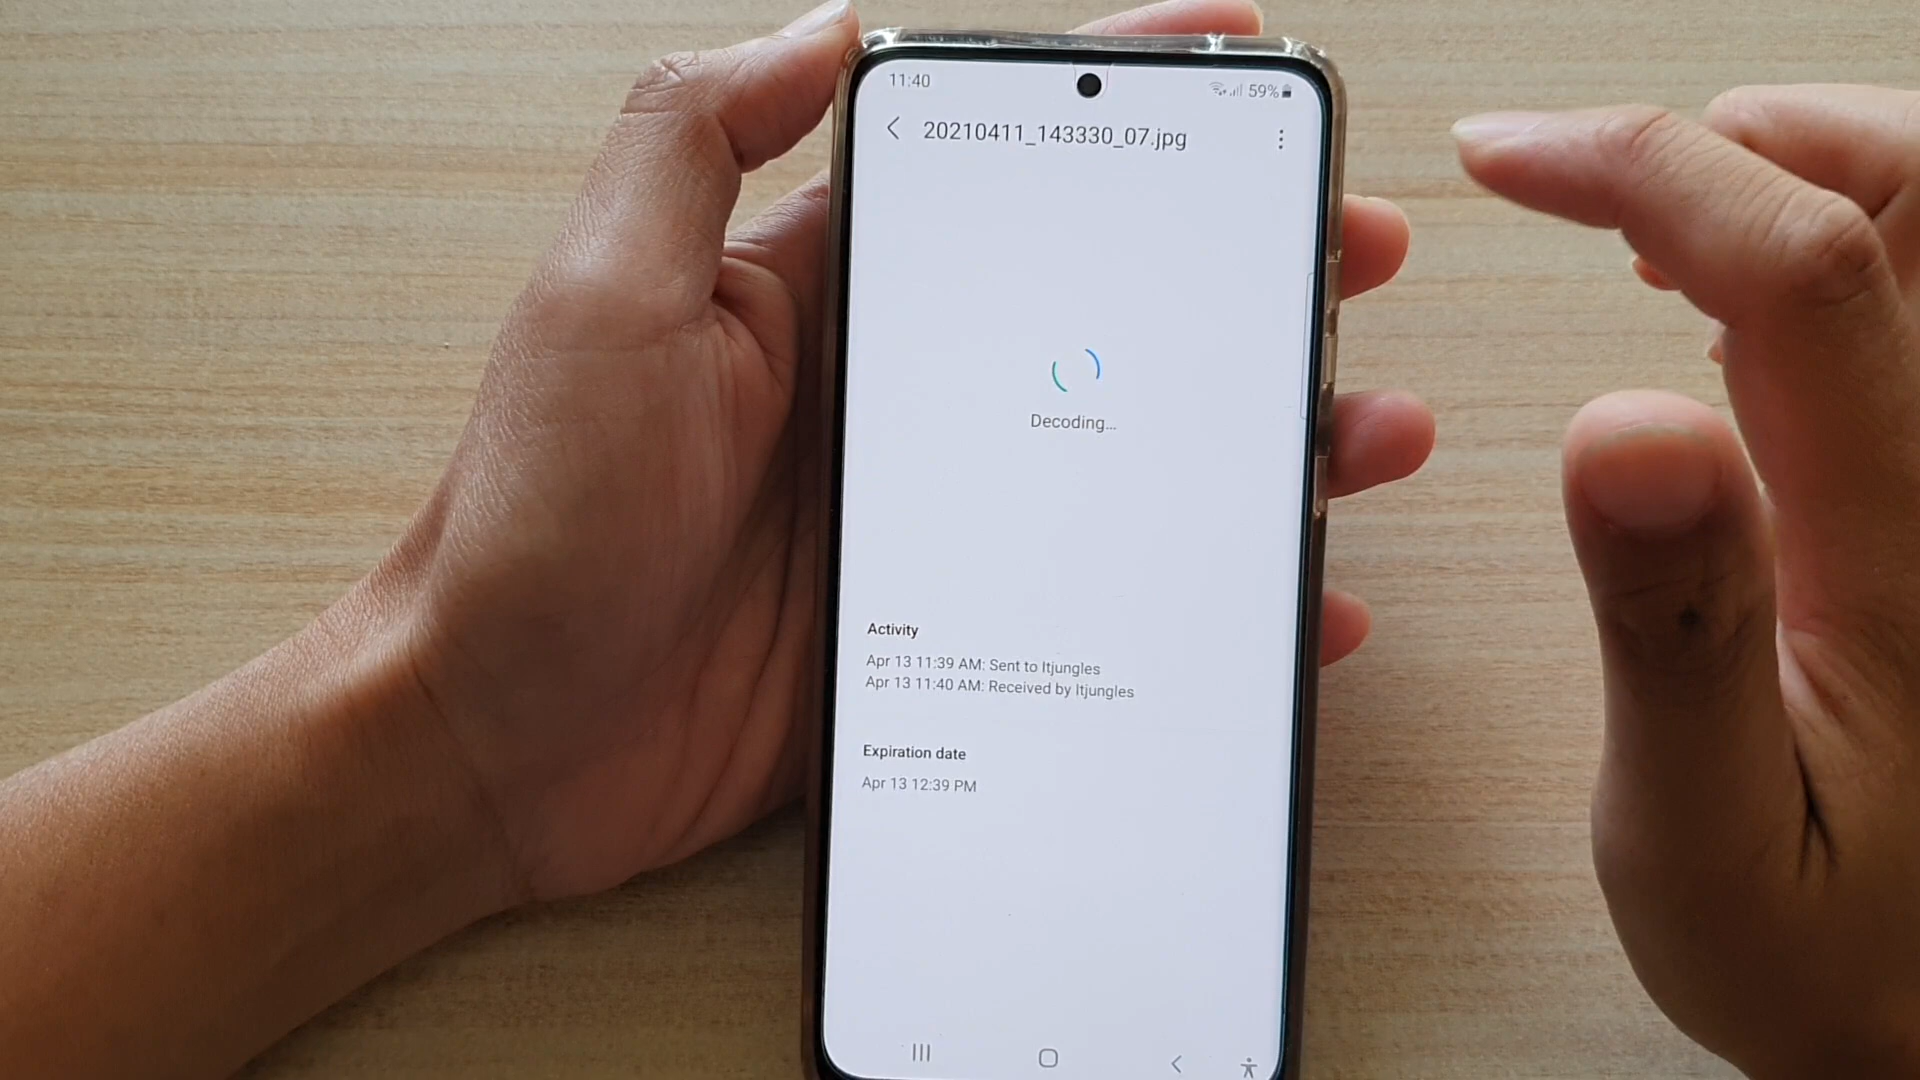 11:40
59%
20210411_143330_07.jpg
Decoding...
Activity
Apr 13 11:39 AM: Sent to Itjungles
Apr 13 11:40 AM: Received by Itjungles
Expiration date
Apr 13 12:39 PM